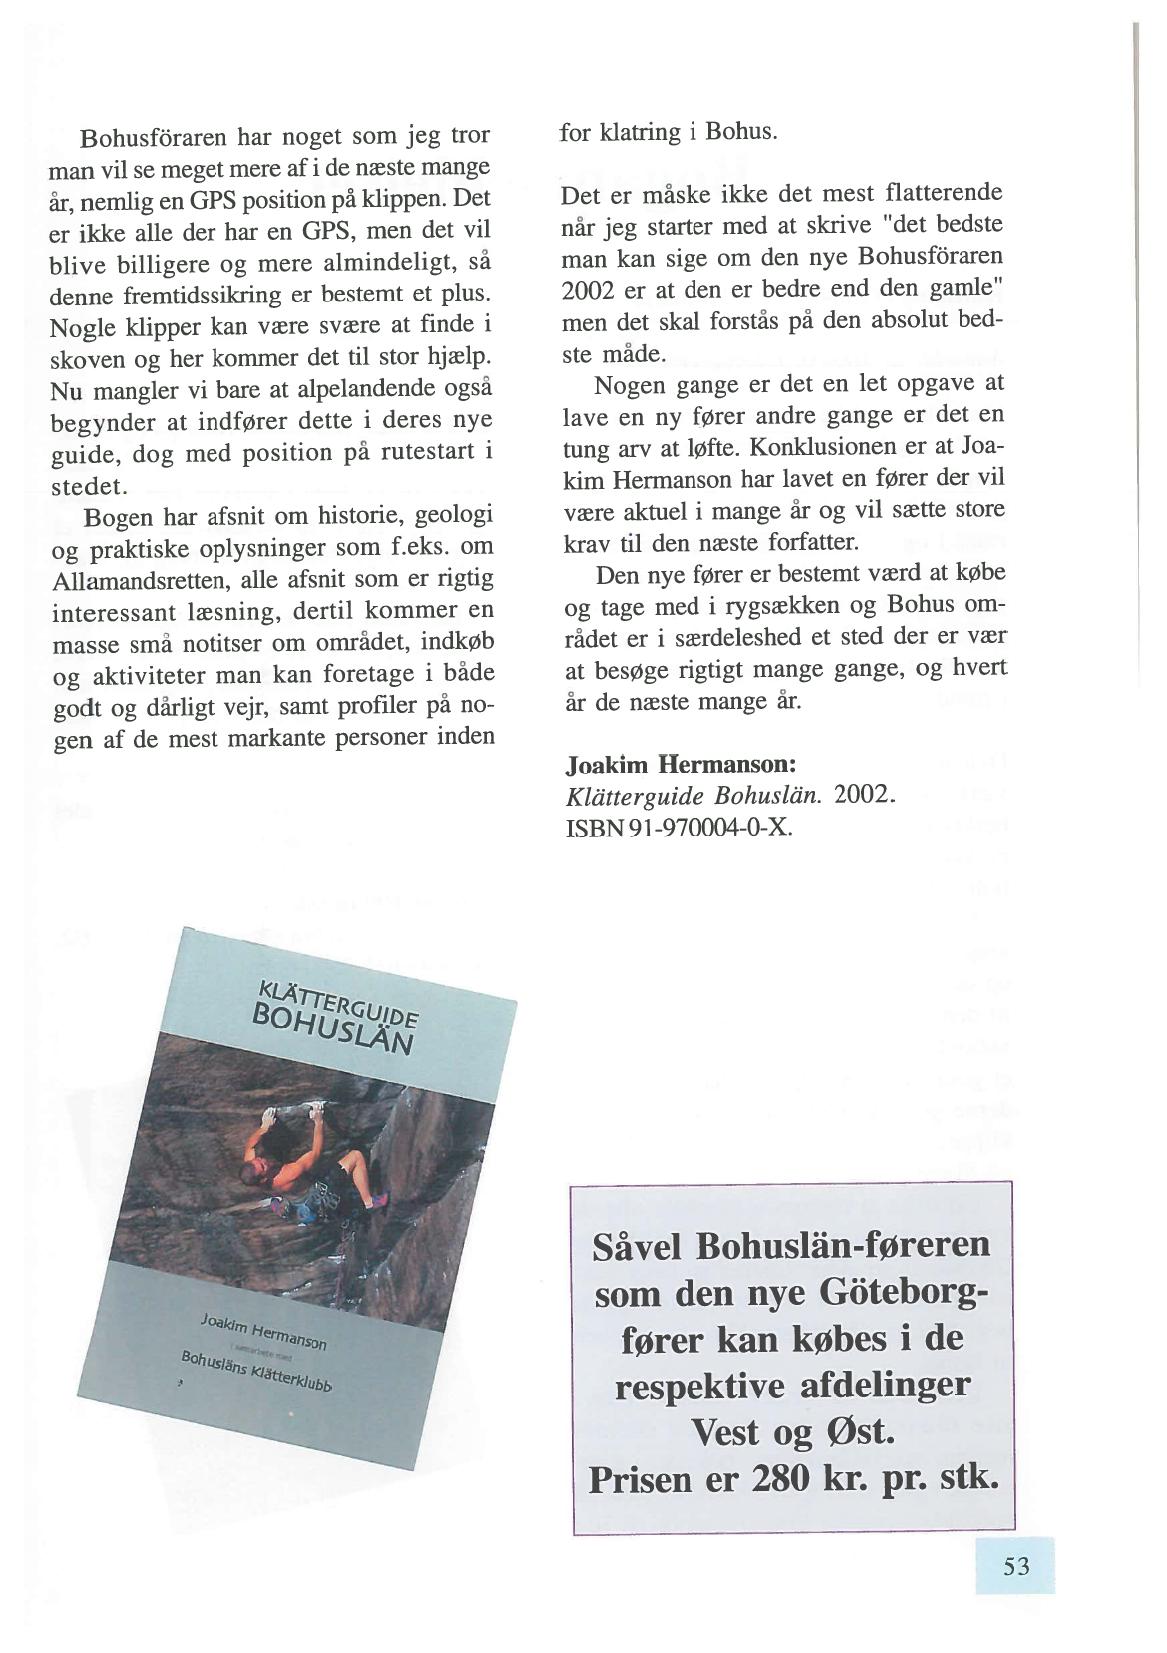 Bohusföraren har noget som jeg tror
man vil se meget mere af i de næste mange
år, nemlig en GPS position på klippen. Det
er ikke alle der har en GPS, men det vil
blive billigere og mere almindeligt, så
denne fremtidssikring er bestemt et plus.
Nogle klipper kan være svære at finde i
skoven og her kommer det til stor hjælp.
Nu mangler vi bare at alpelandende også
begynder at indfører dette i deres nye
guide, dog med position på rutestart i
stedet.
Bogen har afsnit om historie, geologi
og praktiske oplysninger som f.eks. om
Allamandsretten, alle afsnit som er rigtig
interessant læsning, dertil kommer en
masse små notitser om området, indkøb
og aktiviteter man kan foretage i både
godt og dårligt vejr, samt profiler på no-
gen af de mest markante personer inden
for klatring i Bohus.
Det er måske ikke det mest flatterende
når jeg starter med at skrive "det bedste
man kan sige om den nye Bohusföraren
2002 er at den er bedre end den gamle"
men det skal forstås på den absolut bed-
ste måde.
Nogen gange er det en let opgave at
lave en ny fører andre gange er det en
tung arv at løfte. Konklusionen er at Joa-
kim Hermanson har lavet en fører der vil
være aktuel i mange år og vil sætte store
krav til den næste forfatter.
Den nye fører er bestemt værd at købe
og tage med i rygsækken og Bohus om-
rådet er i særdeleshed et sted der er vær
at besøge rigtigt mange gange, og hvert
år de næste mange år.
Joakim Hermanson:
Klätterguide Bohuslän. 2002.
ISBN 91-970004-0-X.
KLÄTTERGUIDE
BOHUSLÄN
Joakim Hermanson
i samarbete med
Bohusläns Klätterklubb
Såvel Bohuslän-føreren
som den nye Göteborg-
fører kan købes i de
respektive afdelinger
Vest og Øst.
Prisen er 280 kr. pr. stk.
53